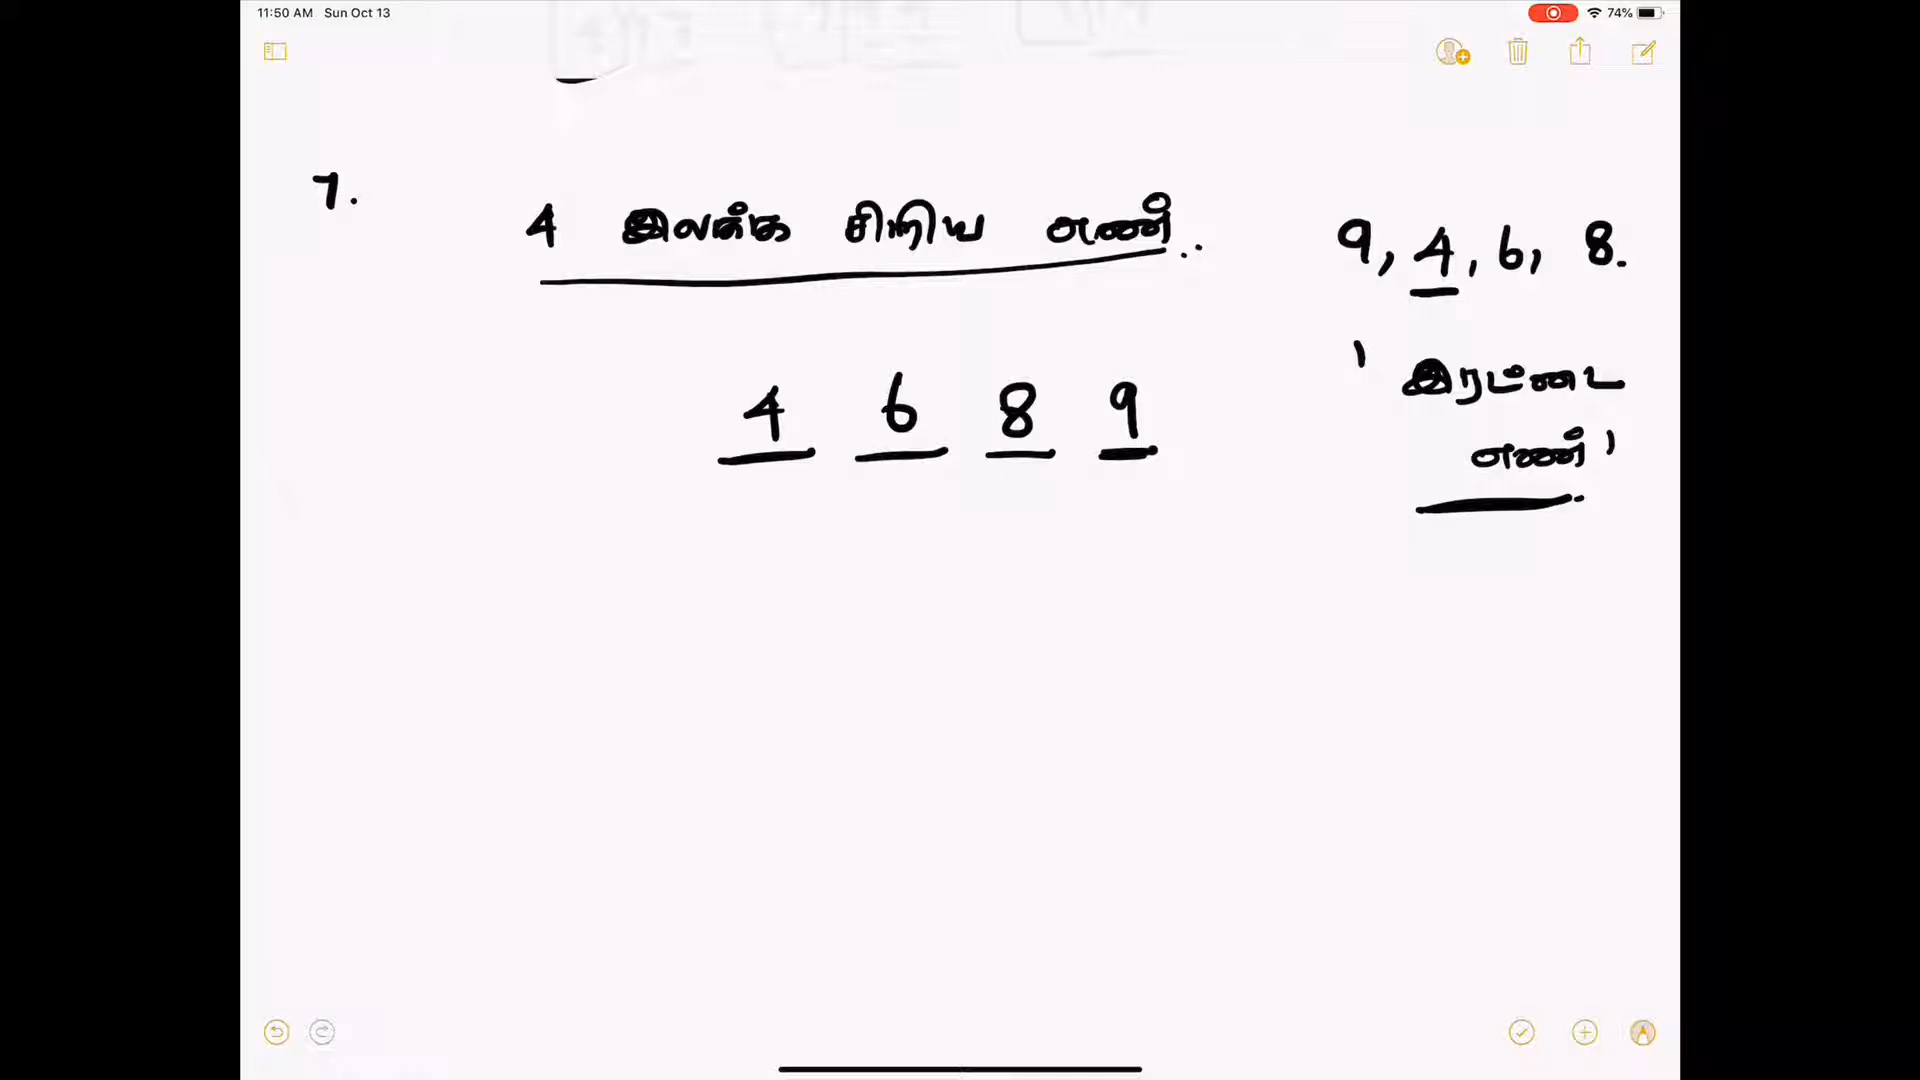 11:50 AM Sun Oct 13
74%
7.
4 இலக்க சிறிய எண்..
9, 4, 6, 8.
4 6 8 9
' இரட்டை
எண் '